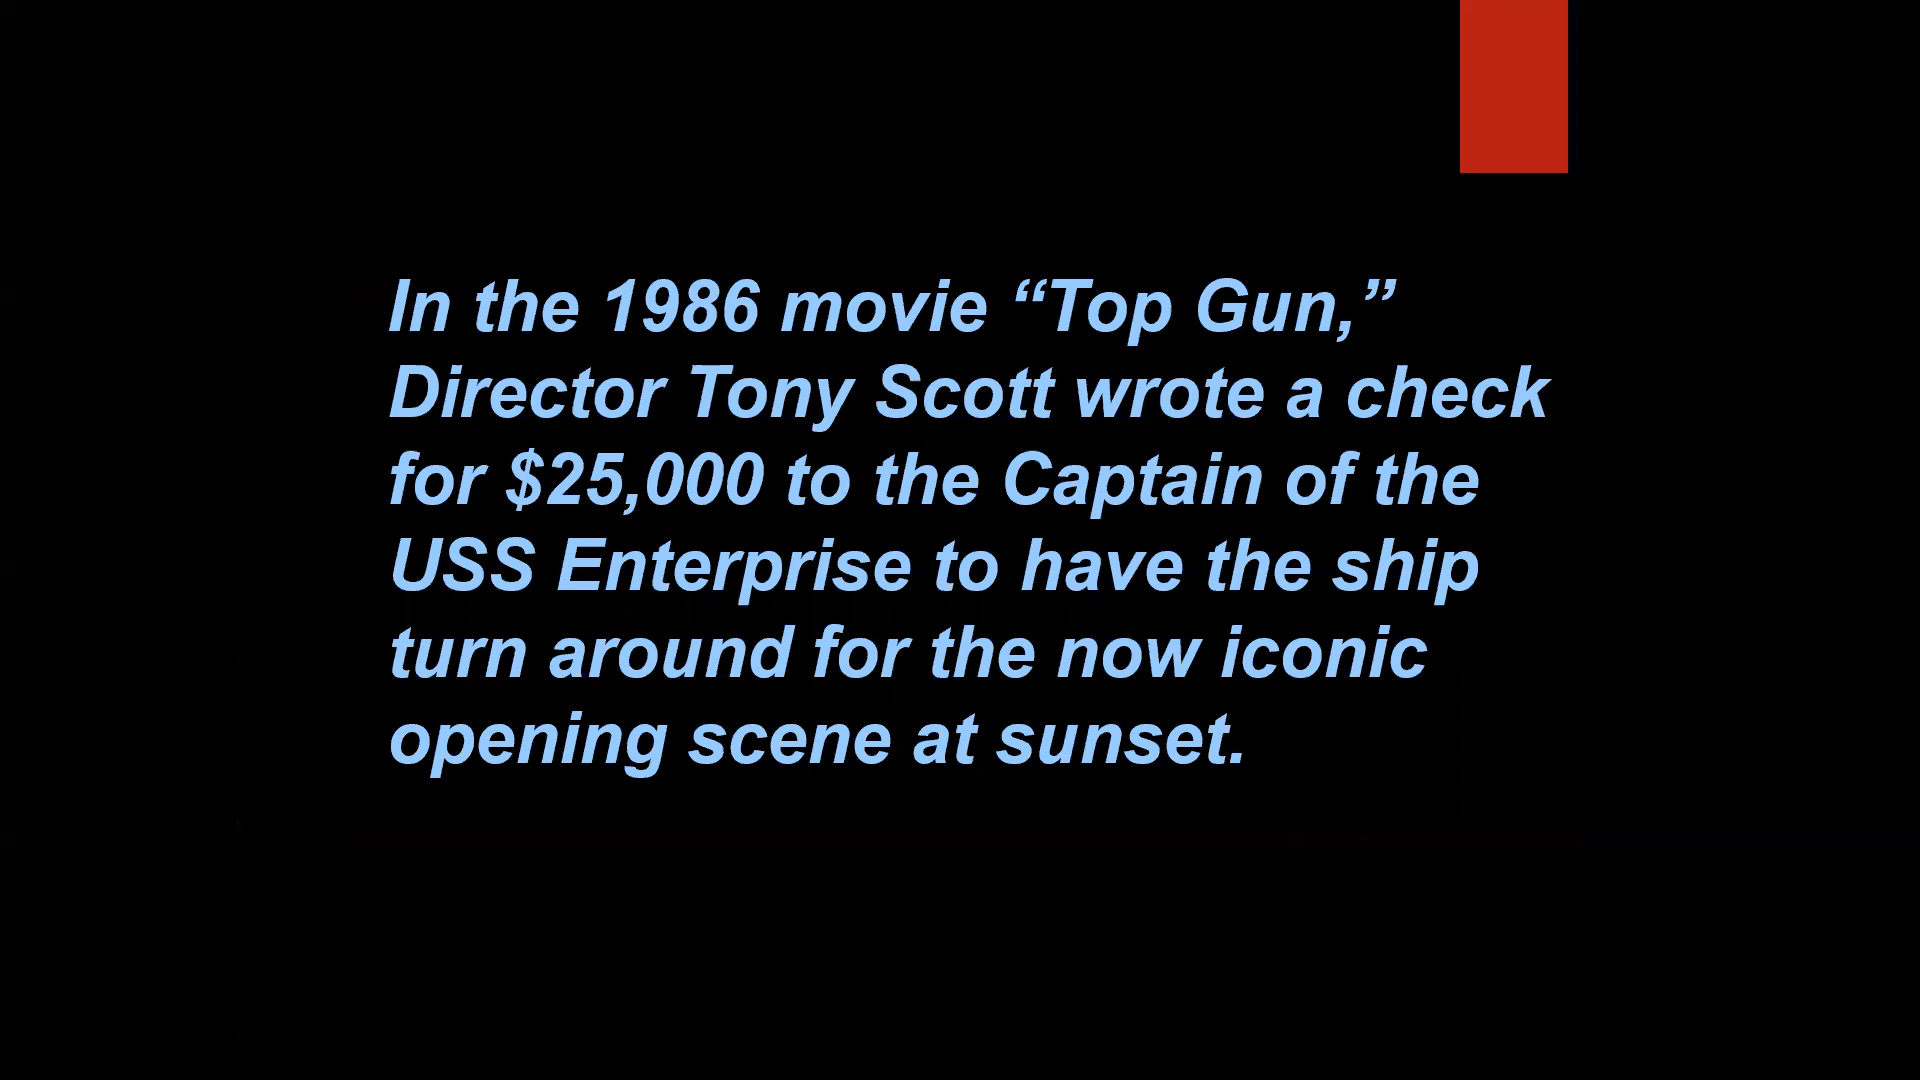 In the 1986 movie “Top Gun,”
Director Tony Scott wrote a check
for $25,000 to the Captain of the
USS Enterprise to have the ship
turn around for the now iconic
opening scene at sunset.